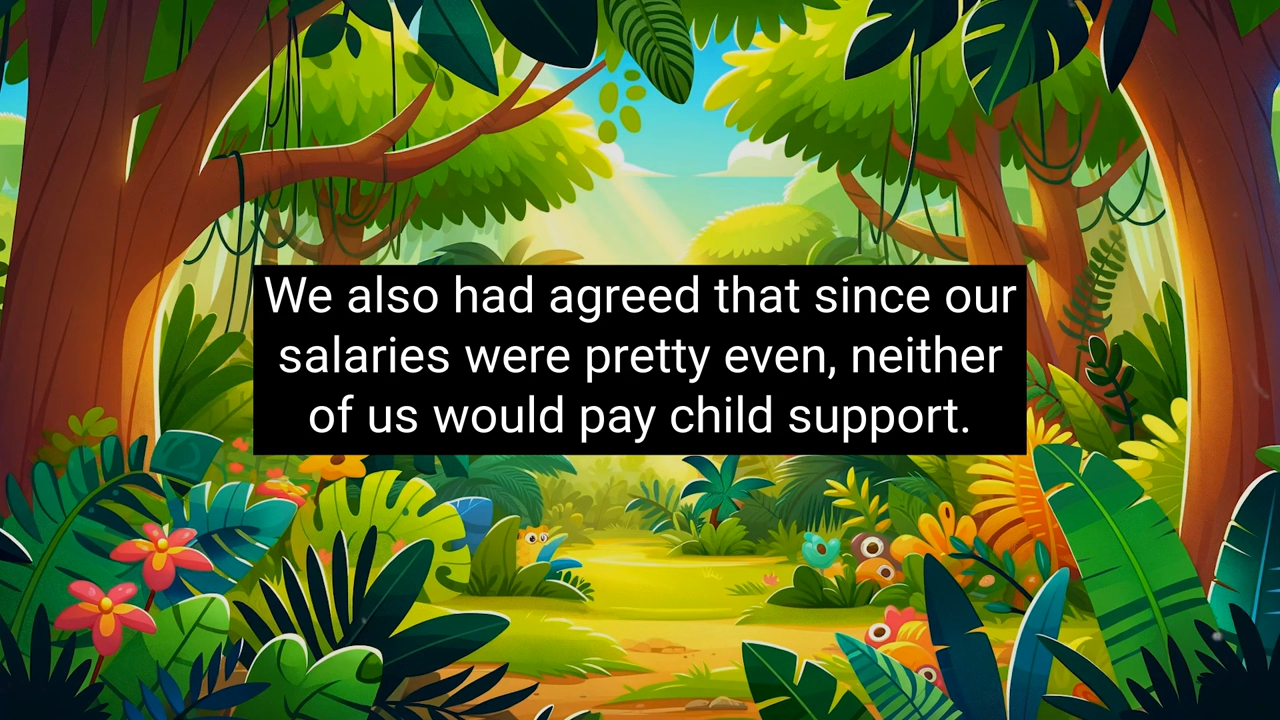 We also had agreed that since our
salaries were pretty even, neither
of us would pay child support.